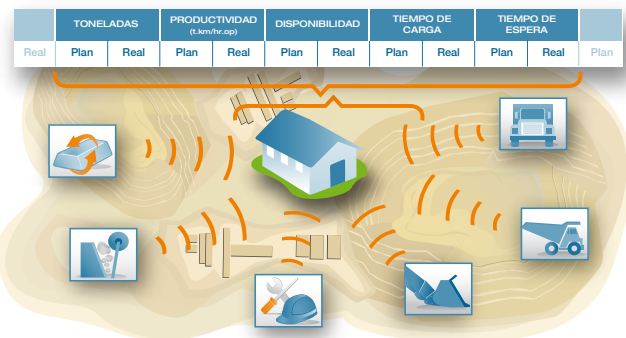 TONELADAS
PRODUCTIVIDAD
(t.km/hr.op)
DISPONIBILIDAD
TIEMPO DE
CARGA
TIEMPO DE
ESPERA
Real Plan Real Plan Real Plan Real Plan Real Plan Real Plan